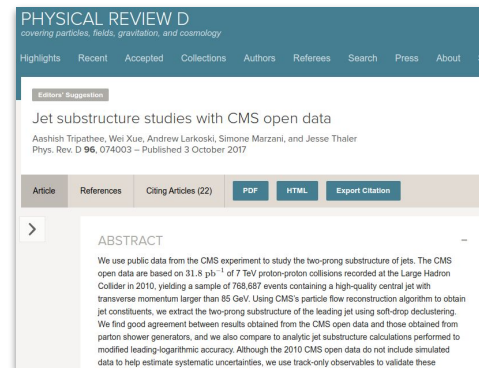 PHYSICAL REVIEW D
covering particles, fields, gravitation, and cosmology
Highlights Recent Accepted Collections Authors Referees Search Press About
Editors' Suggestion
Jet substructure studies with CMS open data
Aashish Tripathee, Wei Xue, Andrew Larkoski, Simone Marzani, and Jesse Thaler
Phys. Rev. D 96, 074003 – Published 3 October 2017
Article References Citing Articles (22) PDF HTML Export Citation
>
ABSTRACT –
We use public data from the CMS experiment to study the two-prong substructure of jets. The CMS
open data are based on 31.8 pb⁻¹ of 7 TeV proton-proton collisions recorded at the Large Hadron
Collider in 2010, yielding a sample of 768,687 events containing a high-quality central jet with
transverse momentum larger than 85 GeV. Using CMS's particle flow reconstruction algorithm to obtain
jet constituents, we extract the two-prong substructure of the leading jet using soft-drop declustering.
We find good agreement between results obtained from the CMS open data and those obtained from
parton shower generators, and we also compare to analytic jet substructure calculations performed to
modified leading-logarithmic accuracy. Although the 2010 CMS open data do not include simulated
data to help estimate systematic uncertainties, we use track-only observables to validate these